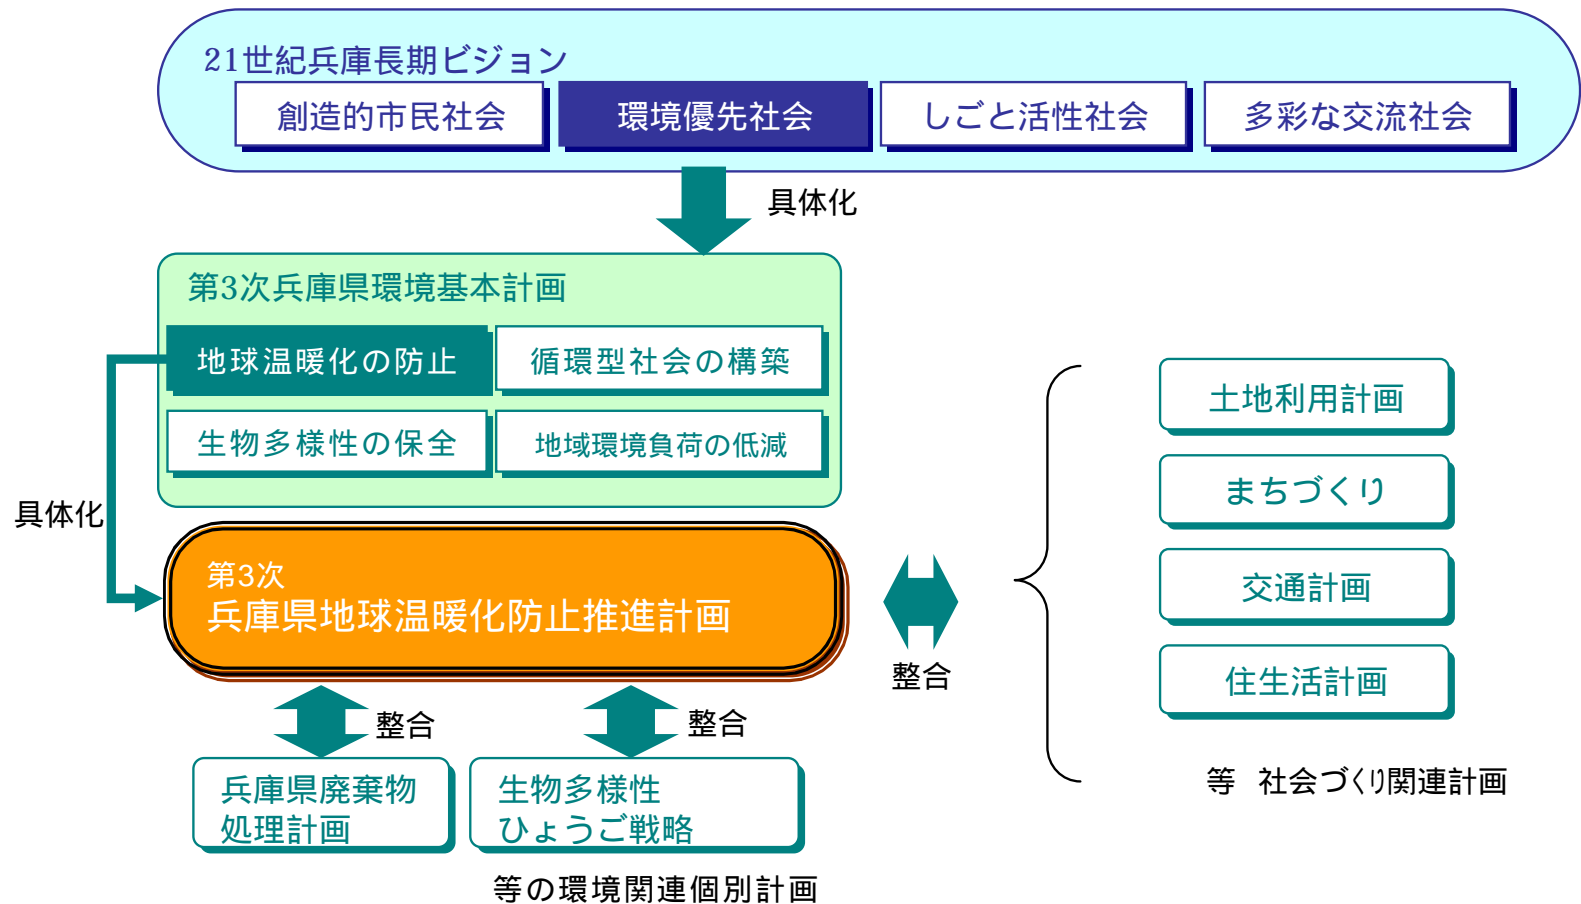 21世紀兵庫長期ビジョン
創造的市民社会
環境優先社会
しごと活性社会
多彩な交流社会
具体化
第3次兵庫県環境基本計画
地球温暖化の防止
循環型社会の構築
生物多様性の保全
地域環境負荷の低減
具体化
第3次
兵庫県地球温暖化防止推進計画
整合
土地利用計画
まちづくり
交通計画
住生活計画
等 社会づくり関連計画
整合
整合
兵庫県廃棄物
処理計画
生物多様性
ひょうご戦略
等の環境関連個別計画